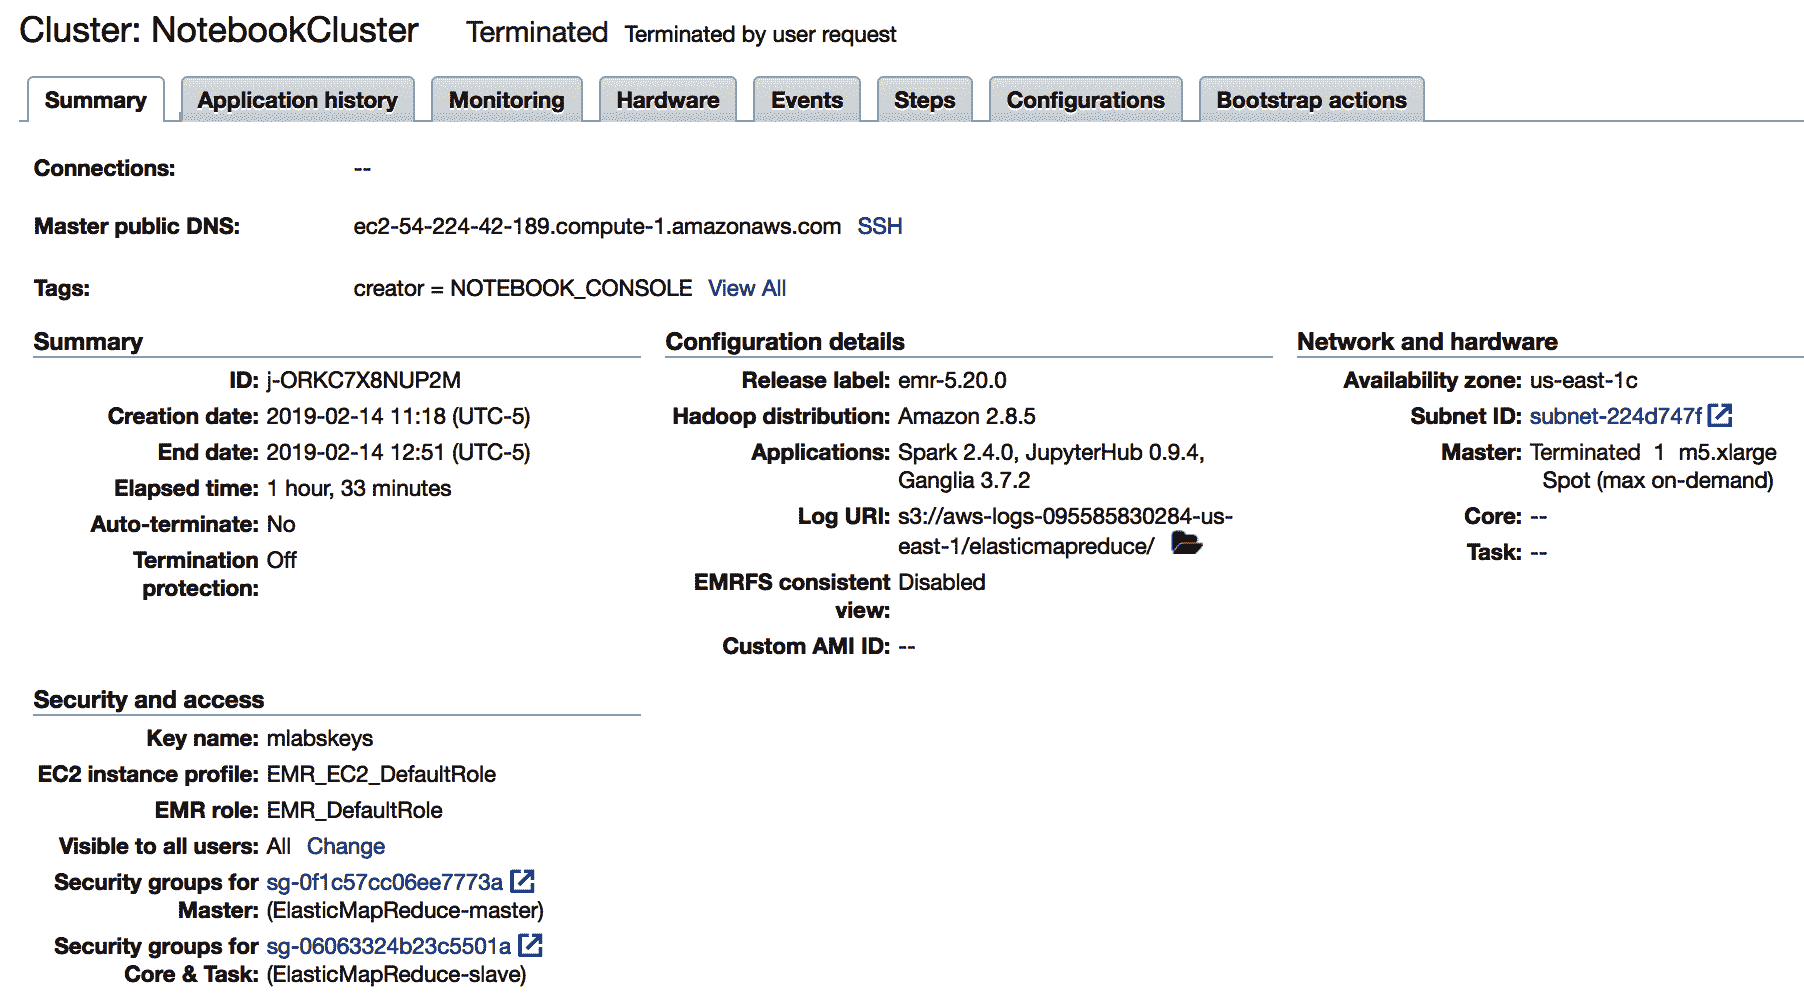 Cluster: NotebookCluster Terminated Terminated by user request
Summary Application history Monitoring Hardware Events Steps Configurations Bootstrap actions
Connections: --
Master public DNS: ec2-54-224-42-189.compute-1.amazonaws.com SSH
Tags: creator = NOTEBOOK_CONSOLE View All
Summary
ID: j-ORKC7X8NUP2M
Creation date: 2019-02-14 11:18 (UTC-5)
End date: 2019-02-14 12:51 (UTC-5)
Elapsed time: 1 hour, 33 minutes
Auto-terminate: No
Termination Off
protection:
Configuration details
Release label: emr-5.20.0
Hadoop distribution: Amazon 2.8.5
Applications: Spark 2.4.0, JupyterHub 0.9.4,
Ganglia 3.7.2
Log URI: s3://aws-logs-095585830284-us-
east-1/elasticmapreduce/
EMRFS consistent Disabled
view:
Custom AMI ID: --
Network and hardware
Availability zone: us-east-1c
Subnet ID: subnet-224d747f
Master: Terminated 1 m5.xlarge
Spot (max on-demand)
Core: --
Task: --
Security and access
Key name: mlabskeys
EC2 instance profile: EMR_EC2_DefaultRole
EMR role: EMR_DefaultRole
Visible to all users: All Change
Security groups for sg-0f1c57cc06ee7773a
Master: (ElasticMapReduce-master)
Security groups for sg-06063324b23c5501a
Core & Task: (ElasticMapReduce-slave)